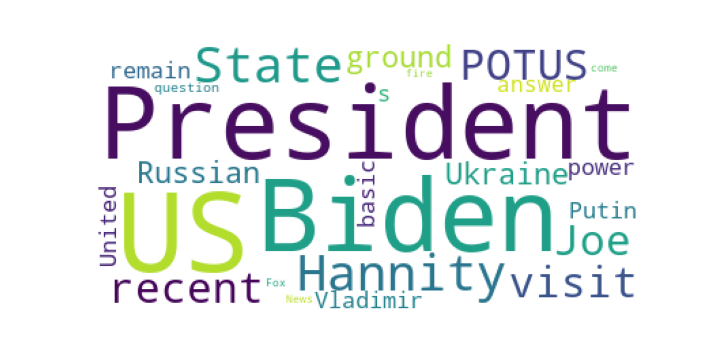 remain State ground POTUS come
question fire answer
s
President
Russian basic Ukraine power
United US Biden Putin
Joe
recent Fox Hannity visit
News Vladimir